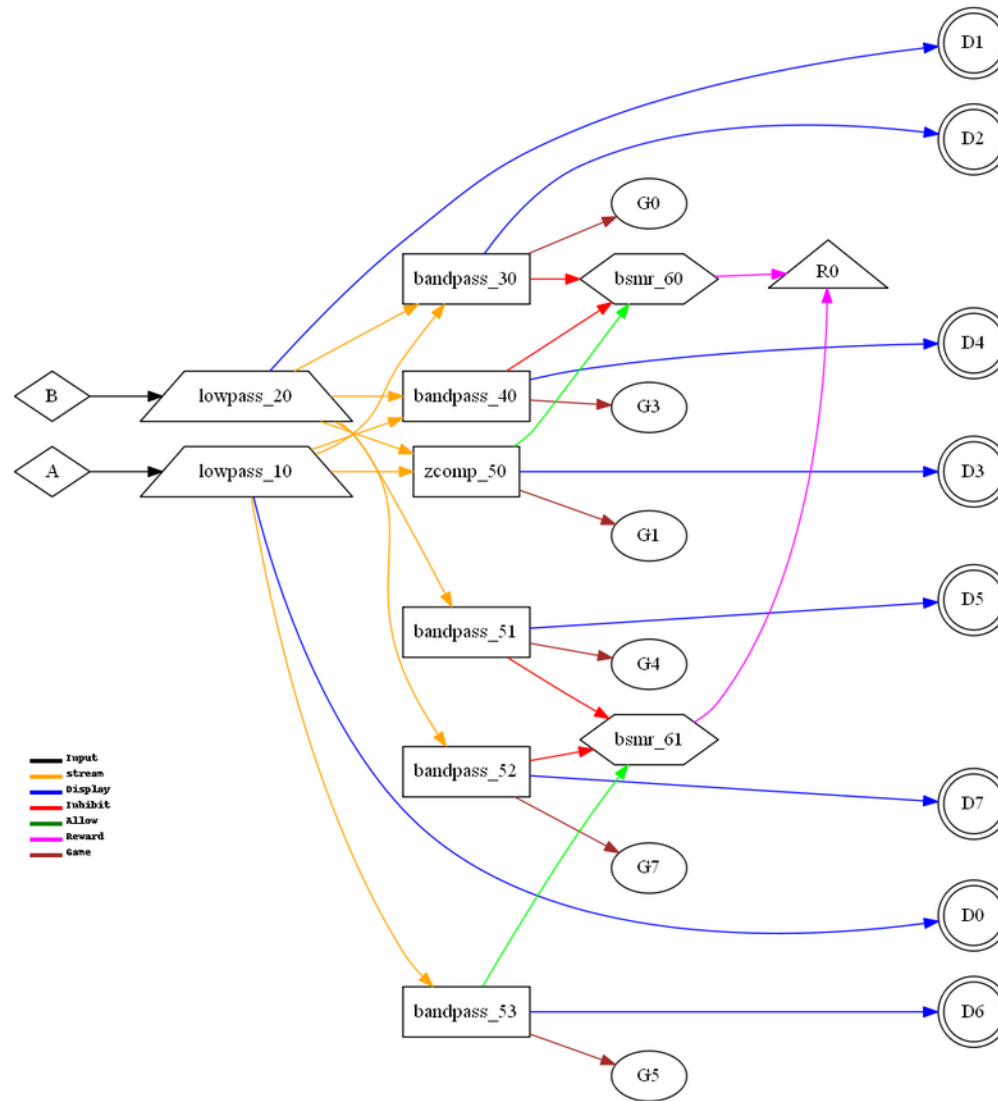 D1
D2
G0
bandpass_30
bsmr_60
R0
D4
B
lowpass_20
bandpass_40
G3
A
lowpass_10
zcomp_50
D3
G1
D5
bandpass_51
G4
bsmr_61
Input
stream
Display
Inhibit
Allow
Reward
Game
bandpass_52
D7
G7
D0
bandpass_53
D6
G5